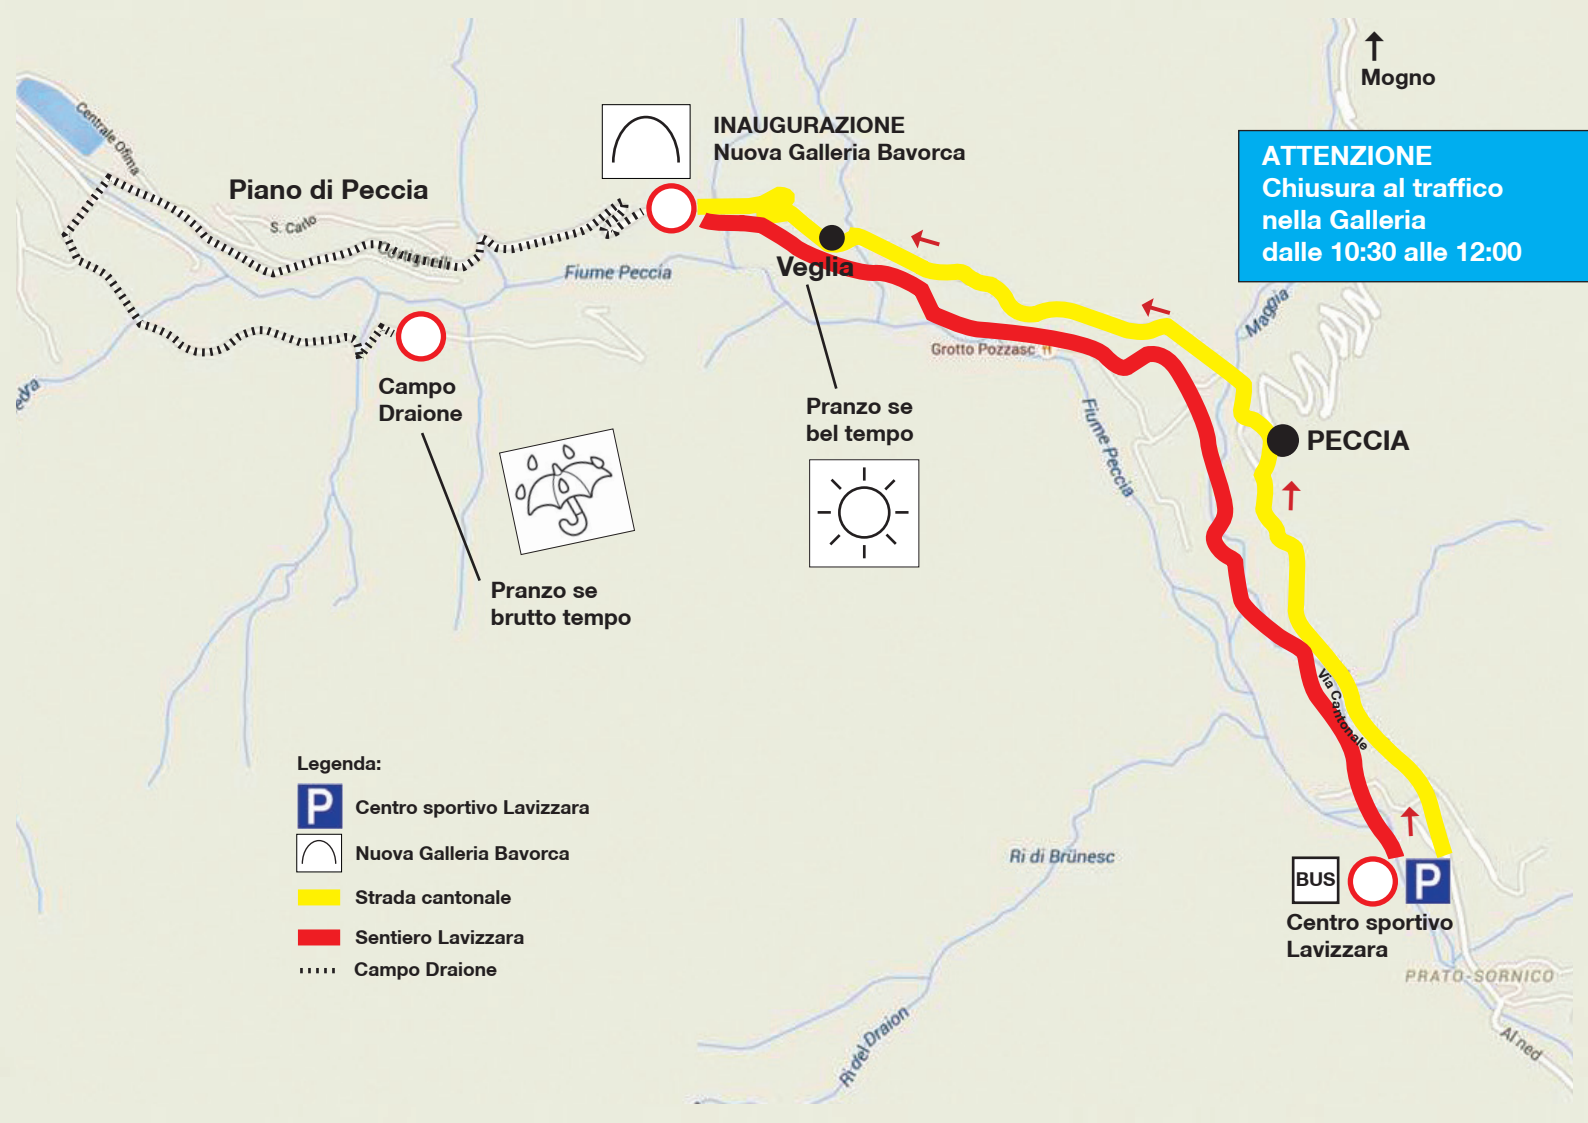 Mogno
ATTENZIONE
Chiusura al traffico
nella Galleria
dalle 10:30 alle 12:00
INAUGURAZIONE
Nuova Galleria Bavorca
Centrale Ofima
Piano di Peccia
S. Carlo
Cortignelli
Fiume Peccia
Veglia
Maggia
Grotto Pozzasc
Campo
Draione
Pranzo se
bel tempo
Fiume Peccia
PECCIA
Pranzo se
brutto tempo
Via Cantonale
Legenda:
P Centro sportivo Lavizzara
Nuova Galleria Bavorca
Strada cantonale
Sentiero Lavizzara
Campo Draione
Ri di Brünesc
BUS
P
Centro sportivo
Lavizzara
PRATO-SORNICO
Ri del Draion
Al ned